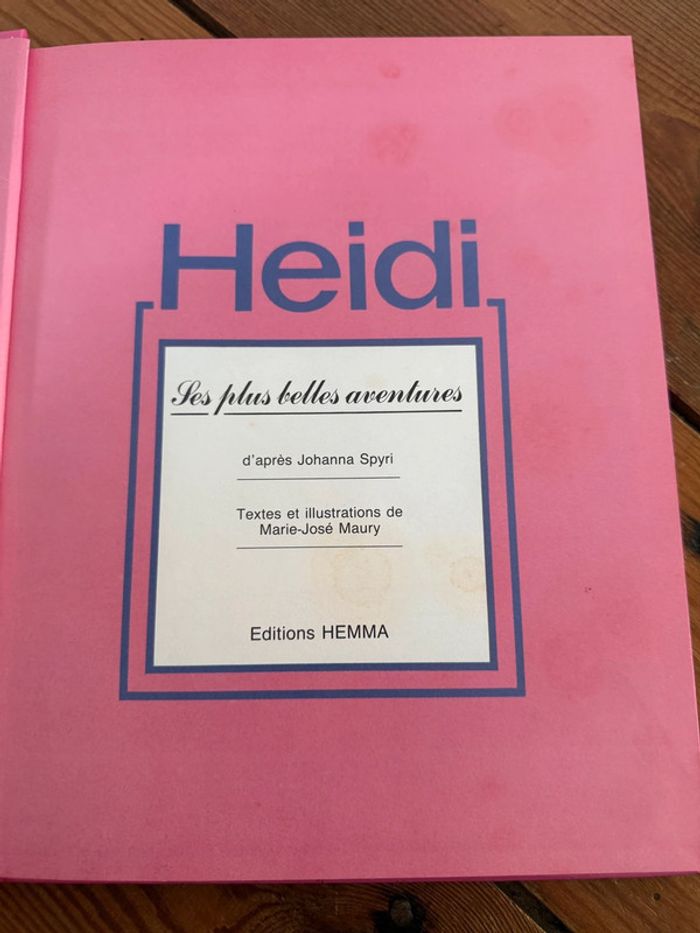 Heidi
Ses plus belles aventures
d'après Johanna Spyri
Textes et illustrations de
Marie-José Maury
Editions HEMMA